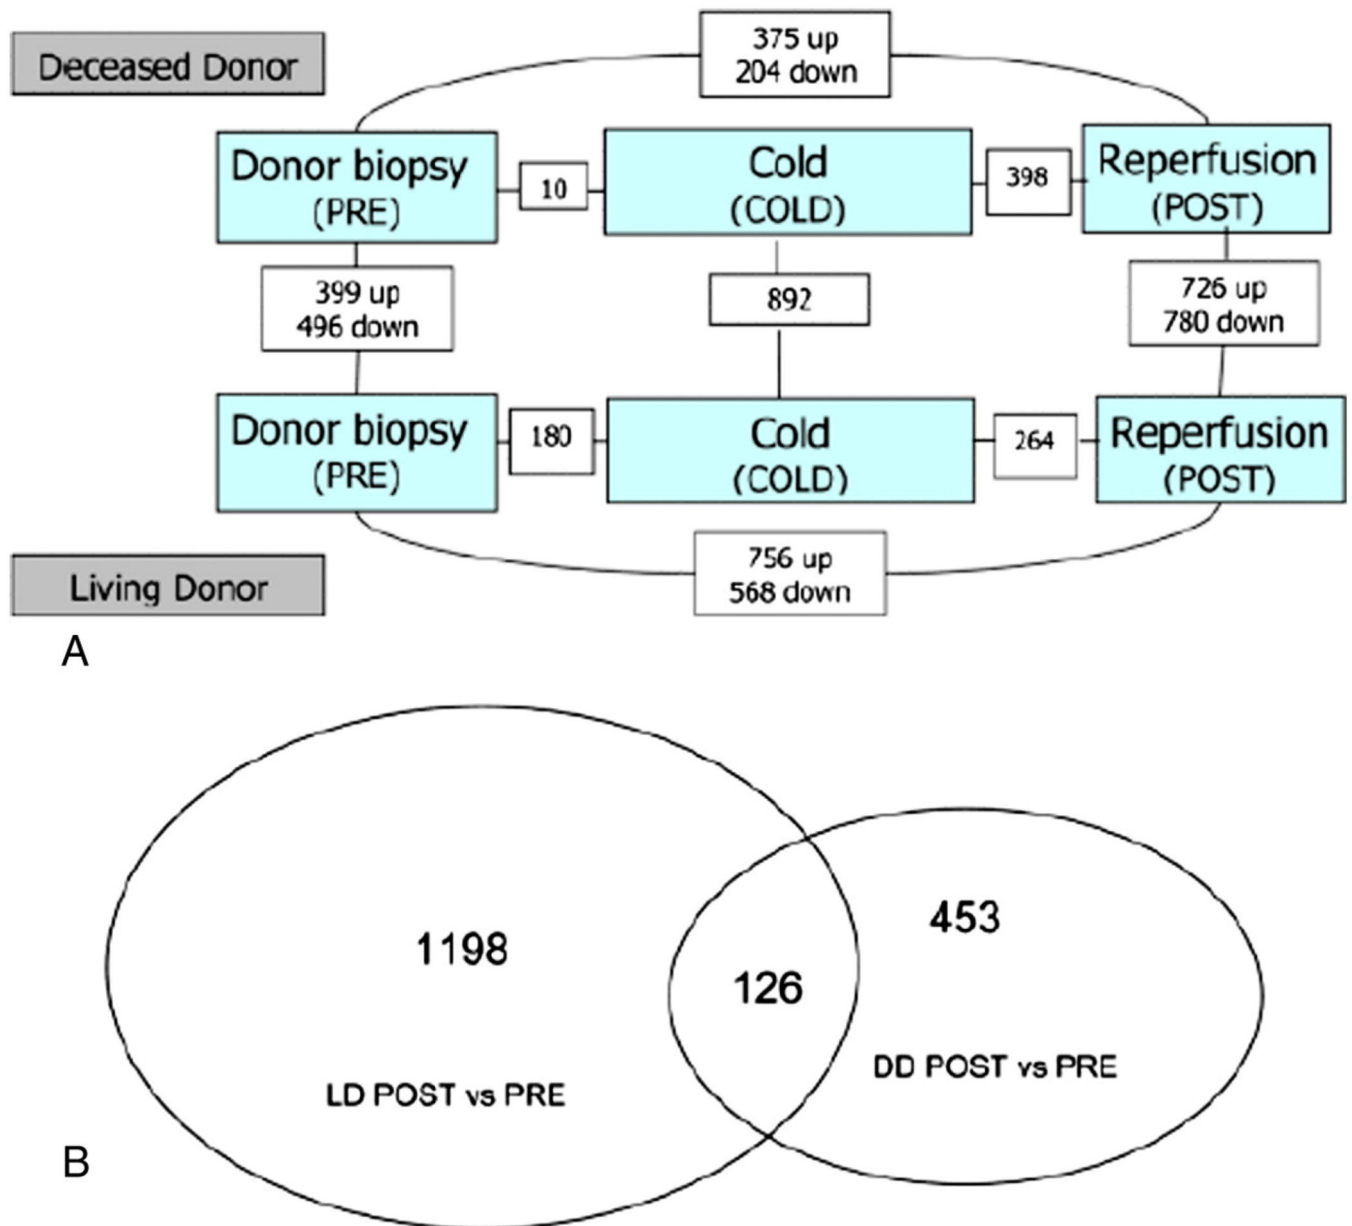 Deceased Donor
375 up
204 down
Donor biopsy
(PRE)
10
Cold
(COLD)
398
Reperfusion
(POST)
399 up
496 down
892
726 up
780 down
Donor biopsy
(PRE)
180
Cold
(COLD)
264
Reperfusion
(POST)
756 up
568 down
Living Donor
A
1198
126
453
LD POST vs PRE
DD POST vs PRE
B